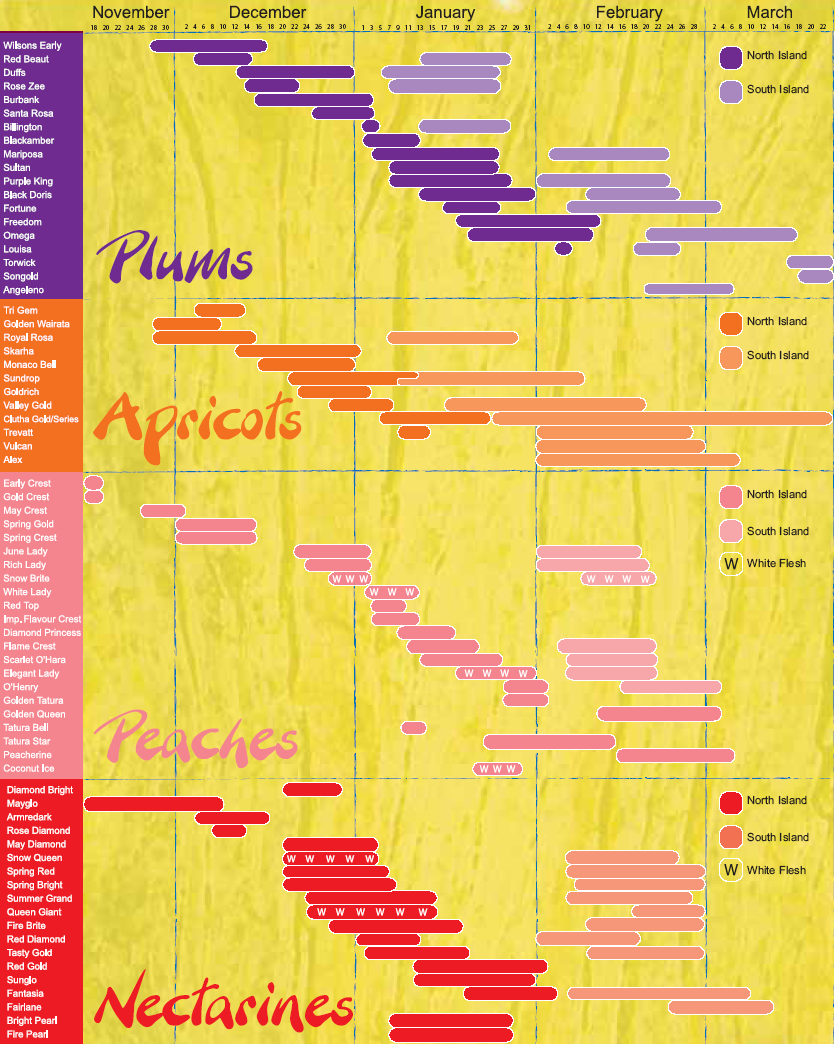 November December January February March
18 20 22 24 26 28 30 2 4 6 8 10 12 14 16 18 20 22 24 26 28 30 1 3 5 7 9 11 13 15 17 19 21 23 25 27 29 31 2 4 6 8 10 12 14 16 18 20 22 24 26 28 2 4 6 8 10 12 14 16 18 20 22
Wilsons Early
Red Beaut
Duffs
Rose Zee
Burbank
Santa Rosa
Billington
Blackamber
Mariposa
Sultan
Purple King
Black Doris
Fortune
Freedom
Omega
Louisa
Torwick
Songold
Angeleno
Plums
North Island
South Island
Tri Gem
Golden Wairata
Royal Rosa
Skarha
Monaco Bell
Sundrop
Goldrich
Valley Gold
Clutha Gold/Series
Trevatt
Vulcan
Alex
Apricots
North Island
South Island
Early Crest
Gold Crest
May Crest
Spring Gold
Spring Crest
June Lady
Rich Lady
Snow Brite W W W W W W W
White Lady W W W
Red Top
Imp. Flavour Crest
Diamond Princess
Flame Crest
Scarlet O'Hara
Elegant Lady W W W W
O'Henry
Golden Tatura
Golden Queen
Tatura Bell
Tatura Star
Peacherine
Coconut Ice W W W
Peaches
North Island
South Island
W White Flesh
Diamond Bright
Mayglo
Armredark
Rose Diamond
May Diamond
Snow Queen W W W W W
Spring Red
Spring Bright
Summer Grand
Queen Giant W W W W W W
Fire Brite
Red Diamond
Tasty Gold
Red Gold
Sunglo
Fantasia
Fairlane
Bright Pearl
Fire Pearl
Nectarines
North Island
South Island
W White Flesh